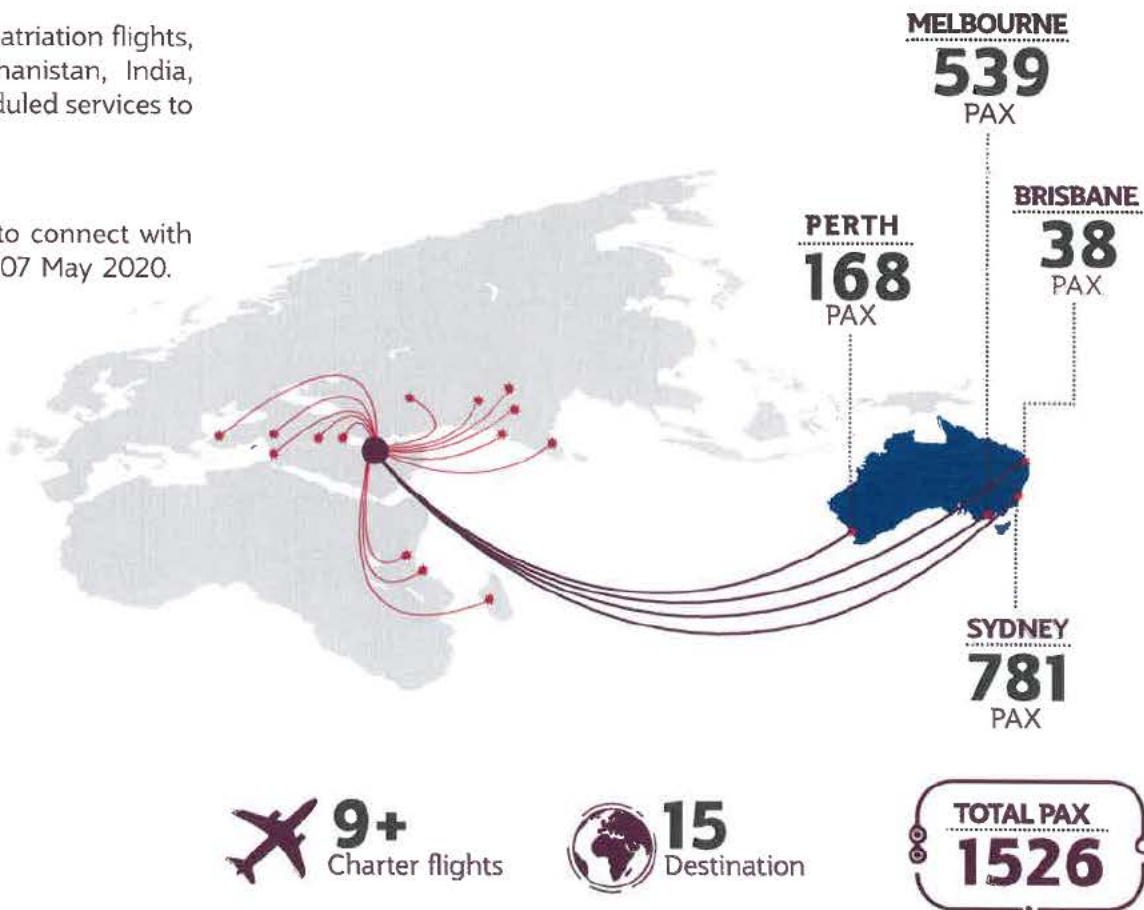 atriation flights,
hanistan, India,
duled services to
to connect with
07 May 2020.
MELBOURNE
539
PAX
BRISBANE
38
PAX
PERTH
168
PAX
SYDNEY
781
PAX
9+
Charter flights
15
Destination
TOTAL PAX
1526